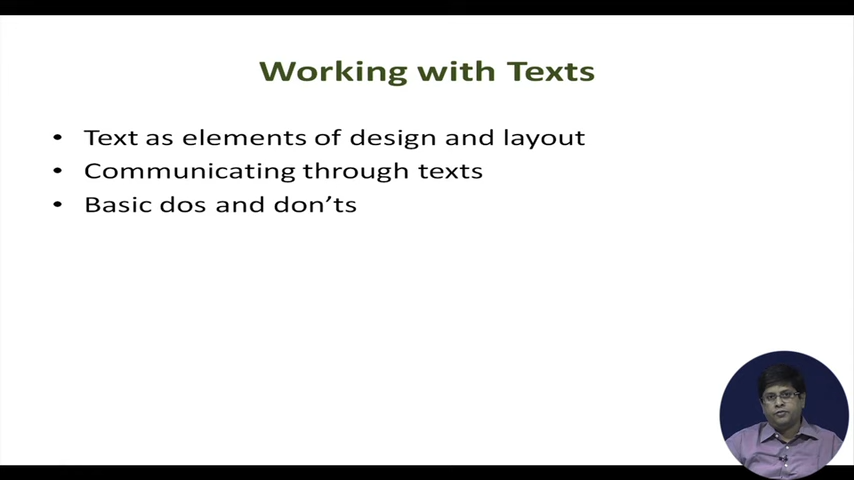 Working with Texts
• Text as elements of design and layout
• Communicating through texts
• Basic dos and don’ts